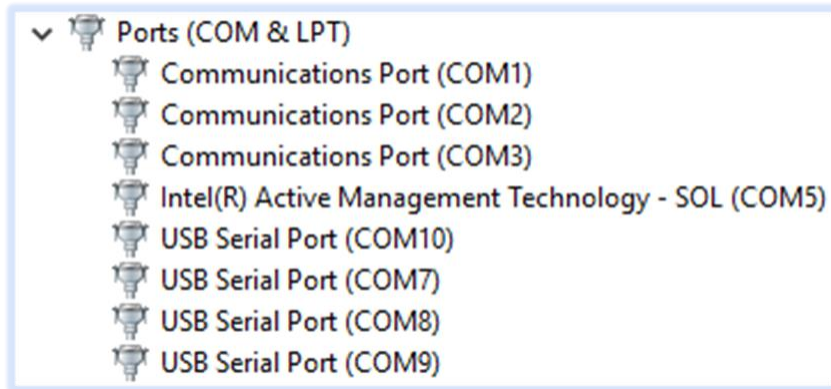 Ports (COM & LPT)
Communications Port (COM1)
Communications Port (COM2)
Communications Port (COM3)
Intel(R) Active Management Technology - SOL (COM5)
USB Serial Port (COM10)
USB Serial Port (COM7)
USB Serial Port (COM8)
USB Serial Port (COM9)